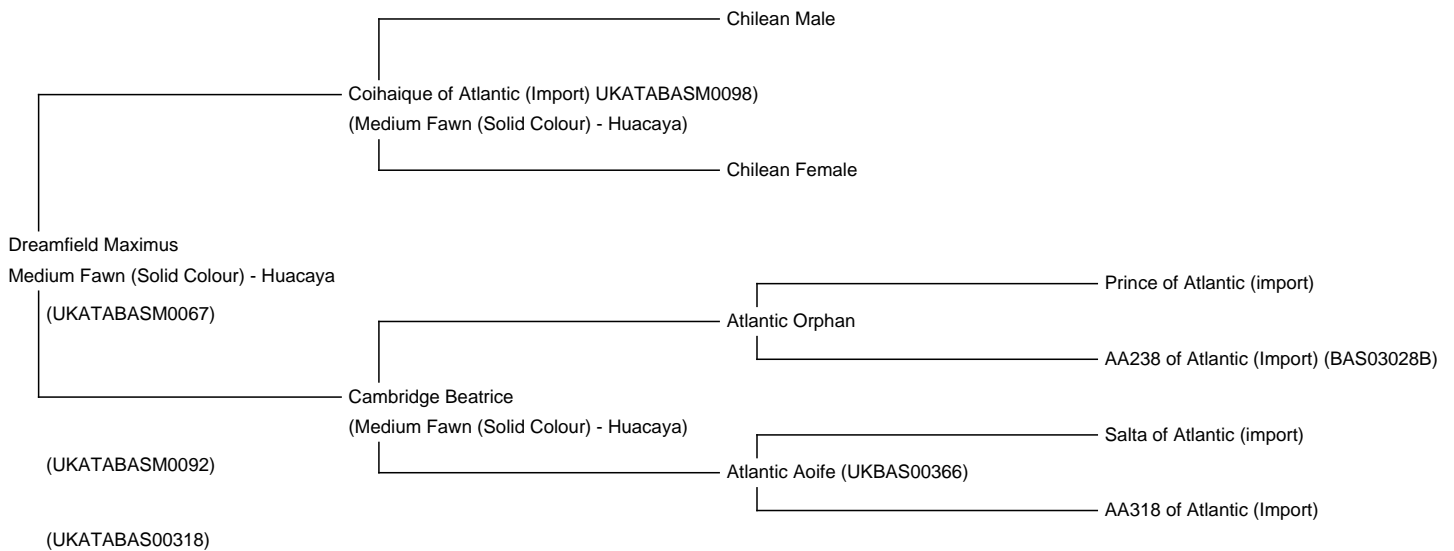 Chilean Male
Coihaique of Atlantic (Import) UKATABASM0098)
(Medium Fawn (Solid Colour) - Huacaya)
Chilean Female
Dreamfield Maximus
Medium Fawn (Solid Colour) - Huacaya
(UKATABASM0067)
Prince of Atlantic (import)
Atlantic Orphan
AA238 of Atlantic (Import) (BAS03028B)
Cambridge Beatrice
(Medium Fawn (Solid Colour) - Huacaya)
Salta of Atlantic (import)
(UKATABASM0092)
Atlantic Aoife (UKBAS00366)
AA318 of Atlantic (Import)
(UKATABAS00318)